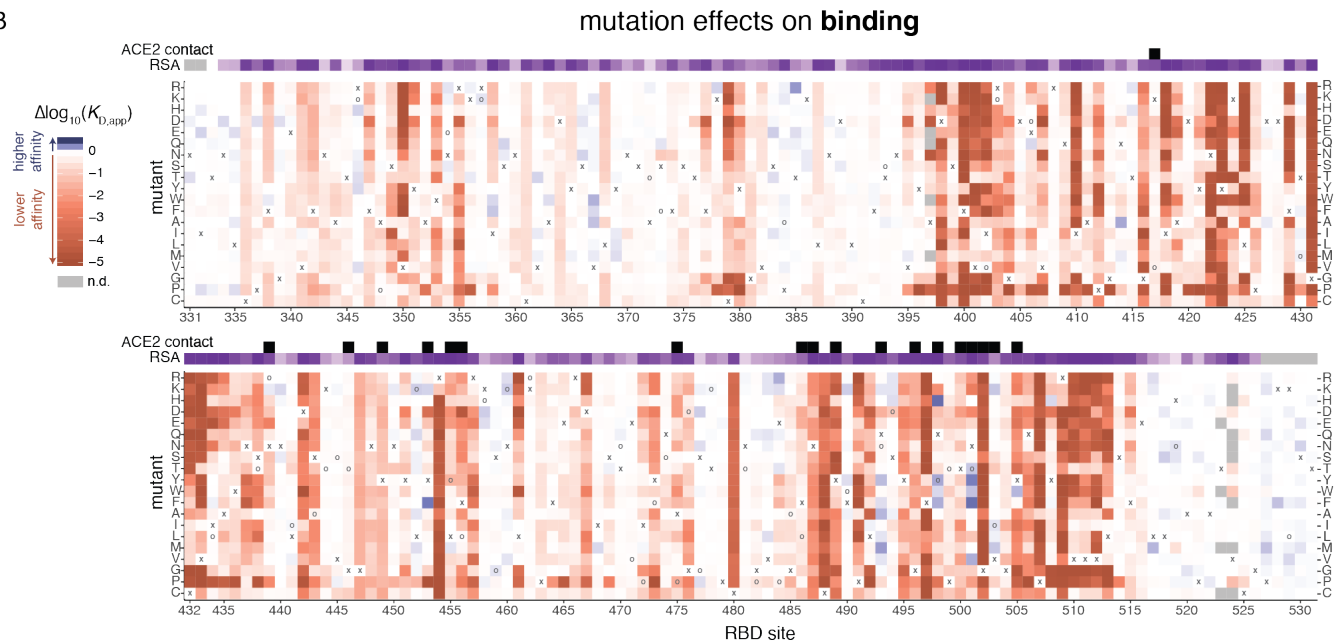 B
mutation effects on binding
ACE2 contact
RSA
Δlog10(KD,app)
higher affinity
lower affinity
0
−1
−2
−3
−4
−5
n.d.
mutant
R
K
H
D
E
Q
N
S
T
Y
W
F
A
I
L
M
V
G
P
C
R
K
H
D
E
Q
N
S
T
Y
W
F
A
I
L
M
V
G
P
C
331 335 340 345 350 355 360 365 370 375 380 385 390 395 400 405 410 415 420 425 430
ACE2 contact
RSA
mutant
R
K
H
D
E
Q
N
S
T
Y
W
F
A
I
L
M
V
G
P
C
R
K
H
D
E
Q
N
S
T
Y
W
F
A
I
L
M
V
G
P
C
432 435 440 445 450 455 460 465 470 475 480 485 490 495 500 505 510 515 520 525 530
RBD site